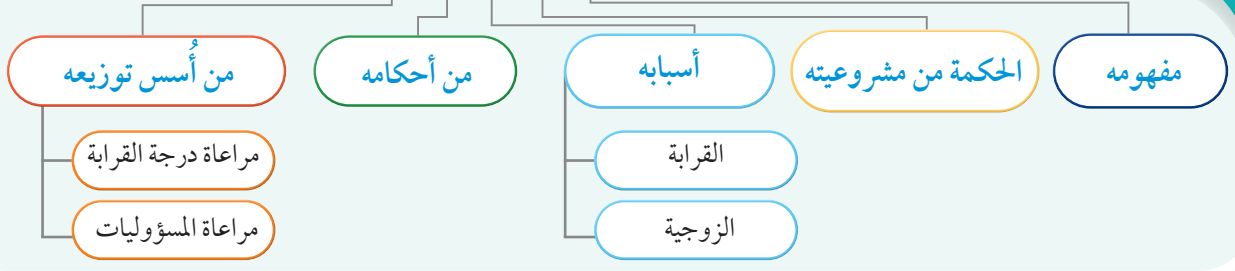 مفهومه
الحكمة من مشروعيته
أسبابه
من أحكامه
من أُسس توزيعه
القرابة
مراعاة درجة القرابة
الزوجية
مراعاة المسؤوليات